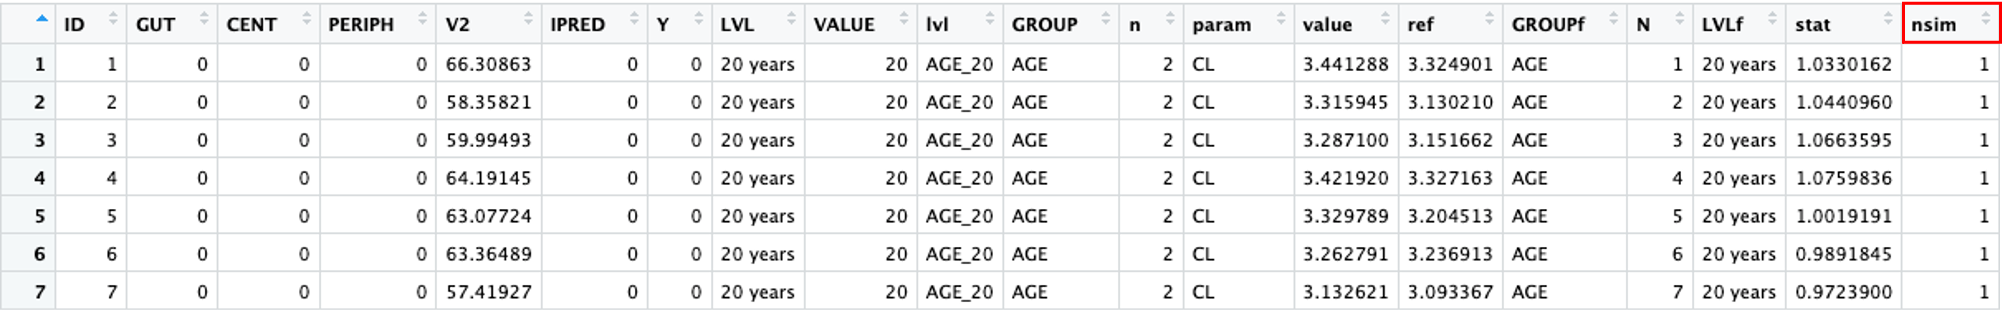 ID GUT CENT PERIPH V2 IPRED Y LVL VALUE lvl GROUP n param value ref GROUPf N LVLf stat nsim
1 1 0 0 0 66.30863 0 0 20 years 20 AGE_20 AGE 2 CL 3.441288 3.324901 AGE 1 20 years 1.0330162 1
2 2 0 0 0 58.35821 0 0 20 years 20 AGE_20 AGE 2 CL 3.315945 3.130210 AGE 2 20 years 1.0440960 1
3 3 0 0 0 59.99493 0 0 20 years 20 AGE_20 AGE 2 CL 3.287100 3.151662 AGE 3 20 years 1.0663595 1
4 4 0 0 0 64.19145 0 0 20 years 20 AGE_20 AGE 2 CL 3.421920 3.327163 AGE 4 20 years 1.0759836 1
5 5 0 0 0 63.07724 0 0 20 years 20 AGE_20 AGE 2 CL 3.329789 3.204513 AGE 5 20 years 1.0019191 1
6 6 0 0 0 63.36489 0 0 20 years 20 AGE_20 AGE 2 CL 3.262791 3.236913 AGE 6 20 years 0.9891845 1
7 7 0 0 0 57.41927 0 0 20 years 20 AGE_20 AGE 2 CL 3.132621 3.093367 AGE 7 20 years 0.9723900 1